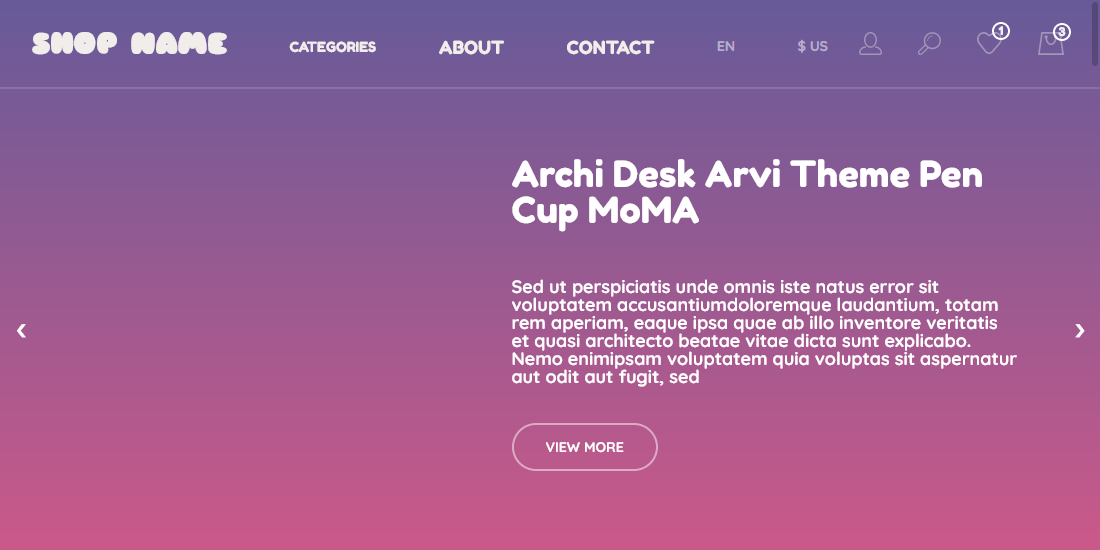 SHOP NAME
CATEGORIES
ABOUT
CONTACT
EN
$ US
1
3
Archi Desk Arvi Theme Pen
Cup MoMA
Sed ut perspiciatis unde omnis iste natus error sit
voluptatem accusantiumdoloremque laudantium, totam
rem aperiam, eaque ipsa quae ab illo inventore veritatis
et quasi architecto beatae vitae dicta sunt explicabo.
Nemo enimipsam voluptatem quia voluptas sit aspernatur
aut odit aut fugit, sed
VIEW MORE